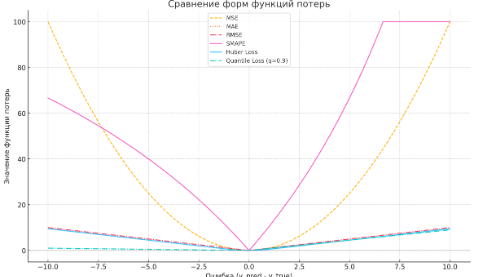 Сравнение форм функций потерь
MSE
MAE
RMSE
SMAPE
Huber Loss
Quantile Loss (q=0.9)
Значение функции потерь
100
80
60
40
20
0
−10.0 −7.5 −5.0 −2.5 0.0 2.5 5.0 7.5 10.0
Ошибка (y_pred - y_true)